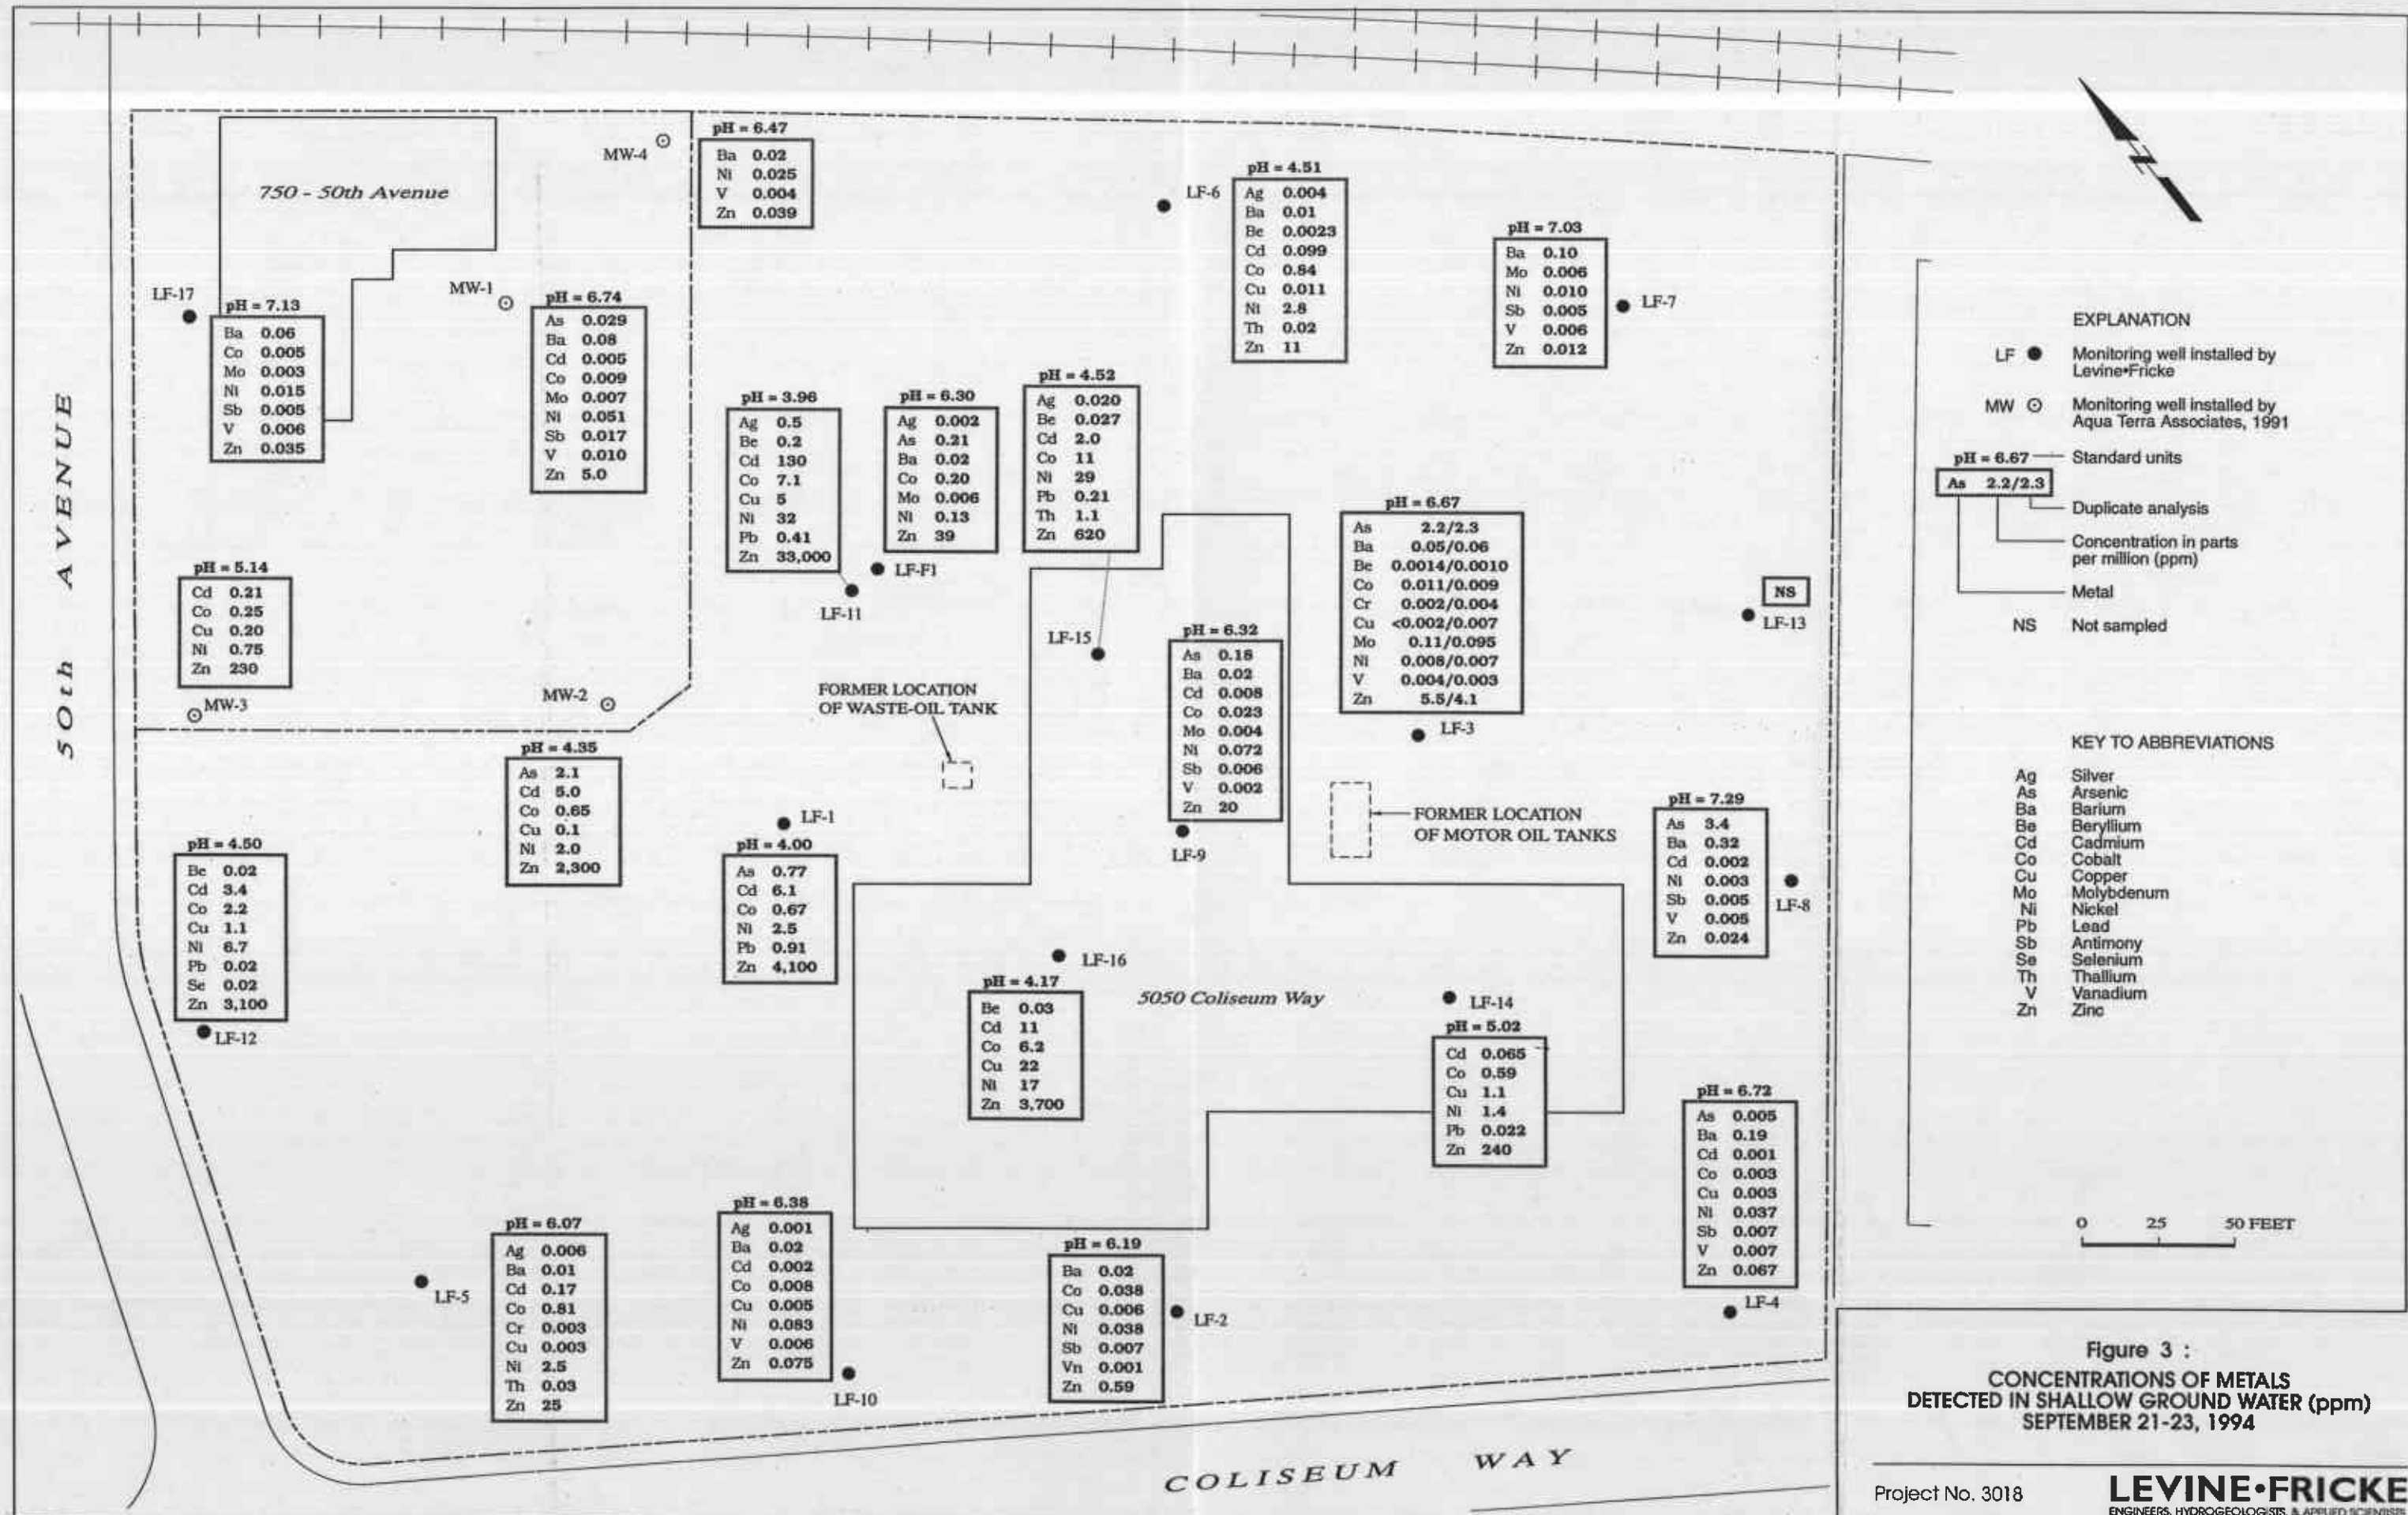 MW-4
pH = 6.47
Ba 0.02
Ni 0.025
V 0.004
Zn 0.039
750 - 50th Avenue
LF-6
pH = 4.51
Ag 0.004
Ba 0.01
Be 0.0023
Cd 0.099
Co 0.84
Cu 0.011
Ni 2.8
Th 0.02
Zn 11
pH = 7.03
Ba 0.10
Mo 0.006
Ni 0.010
Sb 0.005
V 0.006
Zn 0.012
LF-7
LF-17
pH = 7.13
Ba 0.06
Co 0.005
Mo 0.003
Ni 0.015
Sb 0.005
V 0.006
Zn 0.035
MW-1
pH = 6.74
As 0.029
Ba 0.08
Cd 0.005
Co 0.009
Mo 0.007
Ni 0.051
Sb 0.017
V 0.010
Zn 5.0
pH = 3.96
Ag 0.5
Be 0.2
Cd 130
Co 7.1
Cu 5
Ni 32
Pb 0.41
Zn 33,000
LF-11
pH = 6.30
Ag 0.002
As 0.21
Ba 0.02
Co 0.20
Mo 0.006
Ni 0.13
Zn 39
LF-F1
pH = 4.52
Ag 0.020
Be 0.027
Cd 2.0
Co 11
Ni 29
Pb 0.21
Th 1.1
Zn 620
LF-15
pH = 6.67
As 2.2/2.3
Ba 0.05/0.06
Be 0.0014/0.0010
Co 0.011/0.009
Cr 0.002/0.004
Cu <0.002/0.007
Mo 0.11/0.095
Ni 0.008/0.007
V 0.004/0.003
Zn 5.5/4.1
LF-3
NS
LF-13
50th AVENUE
pH = 5.14
Cd 0.21
Co 0.25
Cu 0.20
Ni 0.75
Zn 230
MW-3
MW-2
pH = 4.35
As 2.1
Cd 5.0
Co 0.65
Cu 0.1
Ni 2.0
Zn 2,300
FORMER LOCATION
OF WASTE-OIL TANK
pH = 6.32
As 0.18
Ba 0.02
Cd 0.008
Co 0.023
Mo 0.004
Ni 0.072
Sb 0.006
V 0.002
Zn 20
LF-9
FORMER LOCATION
OF MOTOR OIL TANKS
pH = 7.29
As 3.4
Ba 0.32
Cd 0.002
Ni 0.003
Sb 0.005
V 0.005
Zn 0.024
LF-8
pH = 4.50
Be 0.02
Cd 3.4
Co 2.2
Cu 1.1
Ni 6.7
Pb 0.02
Se 0.02
Zn 3,100
LF-12
LF-1
pH = 4.00
As 0.77
Cd 6.1
Co 0.67
Ni 2.5
Pb 0.91
Zn 4,100
LF-16
pH = 4.17
Be 0.03
Cd 11
Co 6.2
Cu 22
Ni 17
Zn 3,700
5050 Coliseum Way
LF-14
pH = 5.02
Cd 0.065
Co 0.59
Cu 1.1
Ni 1.4
Pb 0.022
Zn 240
pH = 6.72
As 0.005
Ba 0.19
Cd 0.001
Co 0.003
Cu 0.003
Ni 0.037
Sb 0.007
V 0.007
Zn 0.067
LF-4
LF-5
pH = 6.07
Ag 0.006
Ba 0.01
Cd 0.17
Co 0.81
Cr 0.003
Cu 0.003
Ni 2.5
Th 0.03
Zn 25
pH = 6.38
Ag 0.001
Ba 0.02
Cd 0.002
Co 0.008
Cu 0.005
Ni 0.083
V 0.006
Zn 0.075
LF-10
pH = 6.19
Ba 0.02
Co 0.038
Cu 0.006
Ni 0.038
Sb 0.007
Vn 0.001
Zn 0.59
LF-2
COLISEUM WAY
EXPLANATION
LF Monitoring well installed by
Levine•Fricke
MW Monitoring well installed by
Aqua Terra Associates, 1991
pH = 6.67 Standard units
As 2.2/2.3
Duplicate analysis
Concentration in parts
per million (ppm)
Metal
NS Not sampled
KEY TO ABBREVIATIONS
Ag Silver
As Arsenic
Ba Barium
Be Beryllium
Cd Cadmium
Co Cobalt
Cu Copper
Mo Molybdenum
Ni Nickel
Pb Lead
Sb Antimony
Se Selenium
Th Thallium
V Vanadium
Zn Zinc
0 25 50 FEET
Figure 3 :
CONCENTRATIONS OF METALS
DETECTED IN SHALLOW GROUND WATER (ppm)
SEPTEMBER 21-23, 1994
Project No. 3018
LEVINE•FRICKE
ENGINEERS, HYDROGEOLOGISTS, & APPLIED SCIENTISTS